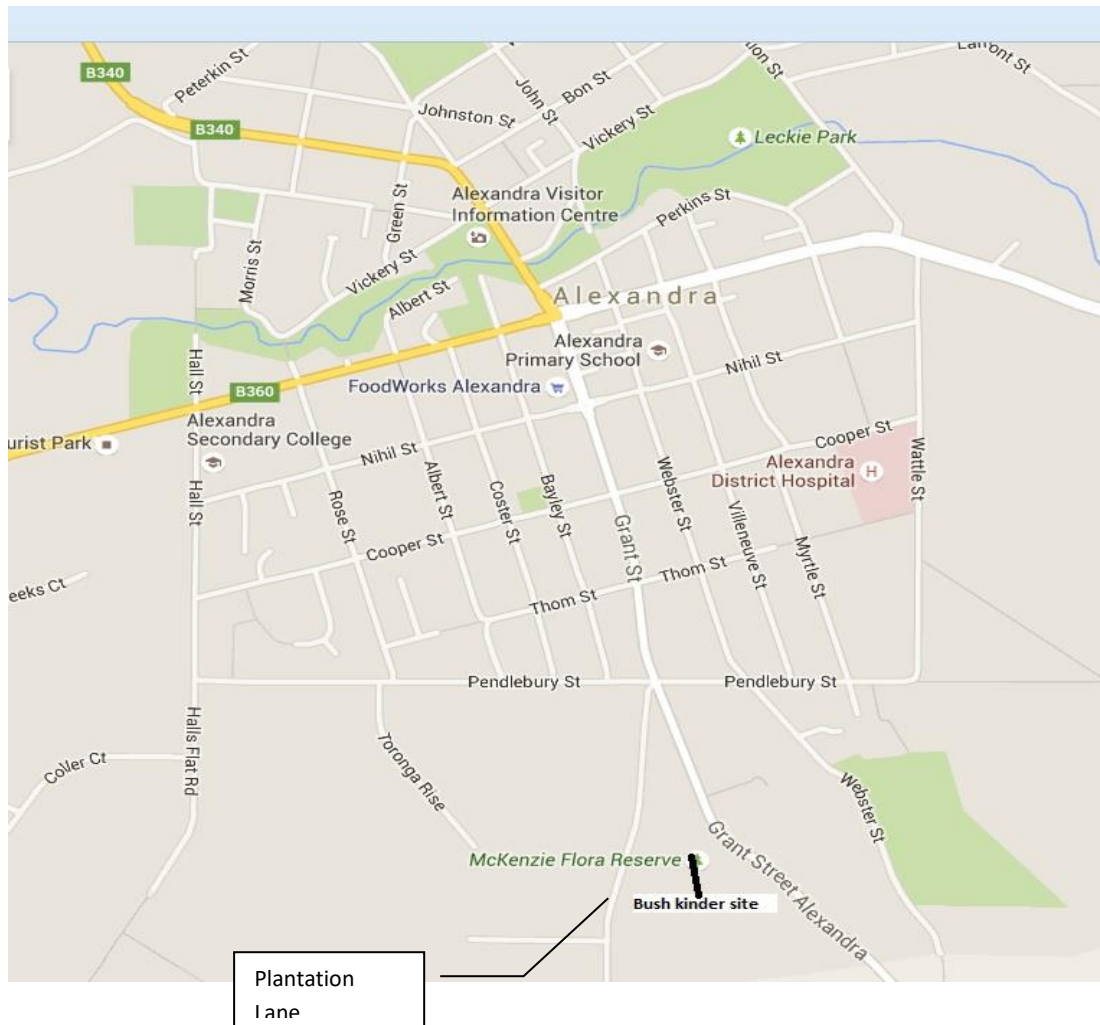 Peterkin St
B340
John St
Bon St
Lamont St
Johnston St
Vickery St
B340
Leckie Park
Green St
Alexandra Visitor
Information Centre
Perkins St
Morris St
Vickery St
Albert St
Alexandra
Hall St
Alexandra
Primary School
Nihil St
FoodWorks Alexandra
B360
Alexandra
Secondary College
urist Park
Nihil St
Cooper St
Alexandra
District Hospital
H
Wattle St
Hall St
Rose St
Albert St
Coster St
Bayley St
Webster St
Villeneuve St
Grant St
Cooper St
Myrtle St
Thom St
Thom St
eeks Ct
Pendlebury St
Pendlebury St
Halls Flat Rd
Toronga Rise
Webster St
McKenzie Flora Reserve
Grant Street Alexandra
Bush kinder site
Plantation
Lane